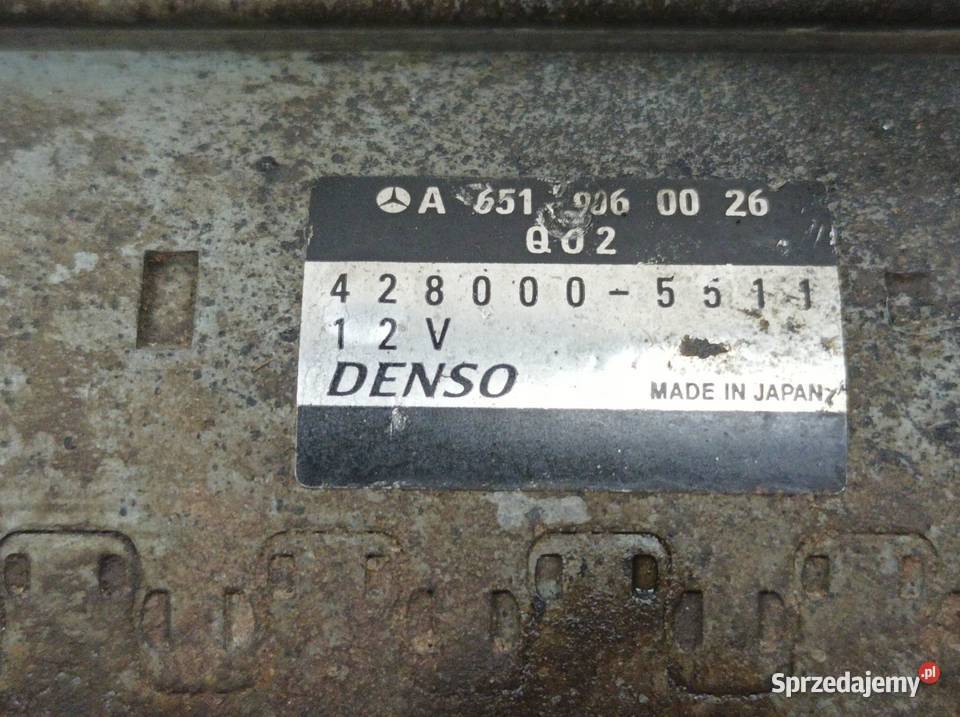 A 651 906 00 26
Q02
428000-5511
12V
DENSO
MADE IN JAPAN
Sprzedajemy.pl